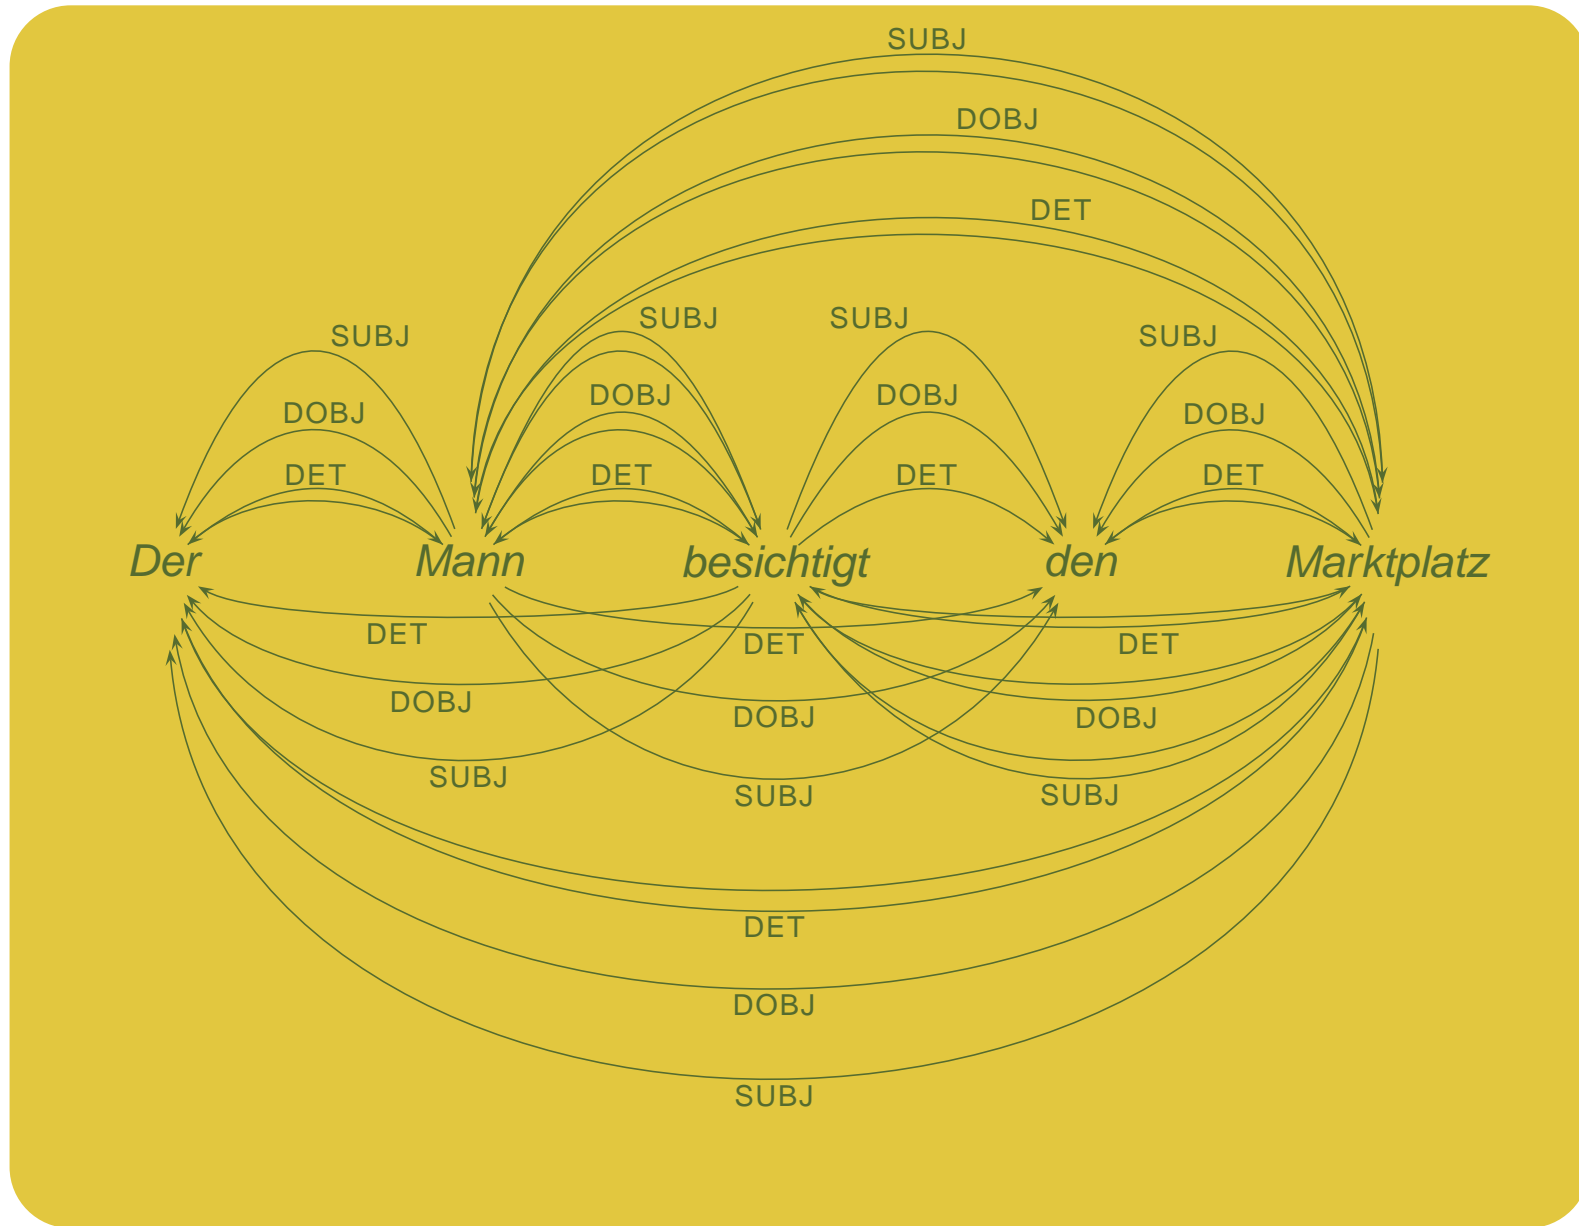 SUBJ
DOBJ
DET
SUBJ SUBJ SUBJ SUBJ
DOBJ DOBJ DOBJ DOBJ
DET DET DET DET
Der Mann besichtigt den Marktplatz
DET DET DET
DOBJ DOBJ DOBJ
SUBJ SUBJ SUBJ
DET
DOBJ
SUBJ